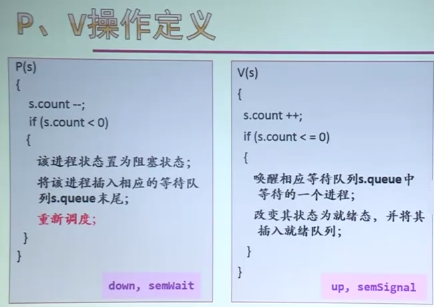 P、V操作定义
P(s)
{
s.count --;
if (s.count < 0)
{
该进程状态置为阻塞状态;
将该进程插入相应的等待队
列s.queue末尾;
重新调度;
}
}
down, semWait
V(s)
{
s.count ++;
if (s.count < = 0)
{
唤醒相应等待队列s.queue中
等待的一个进程;
改变其状态为就绪态，并将其
插入就绪队列;
}
}
up, semSignal